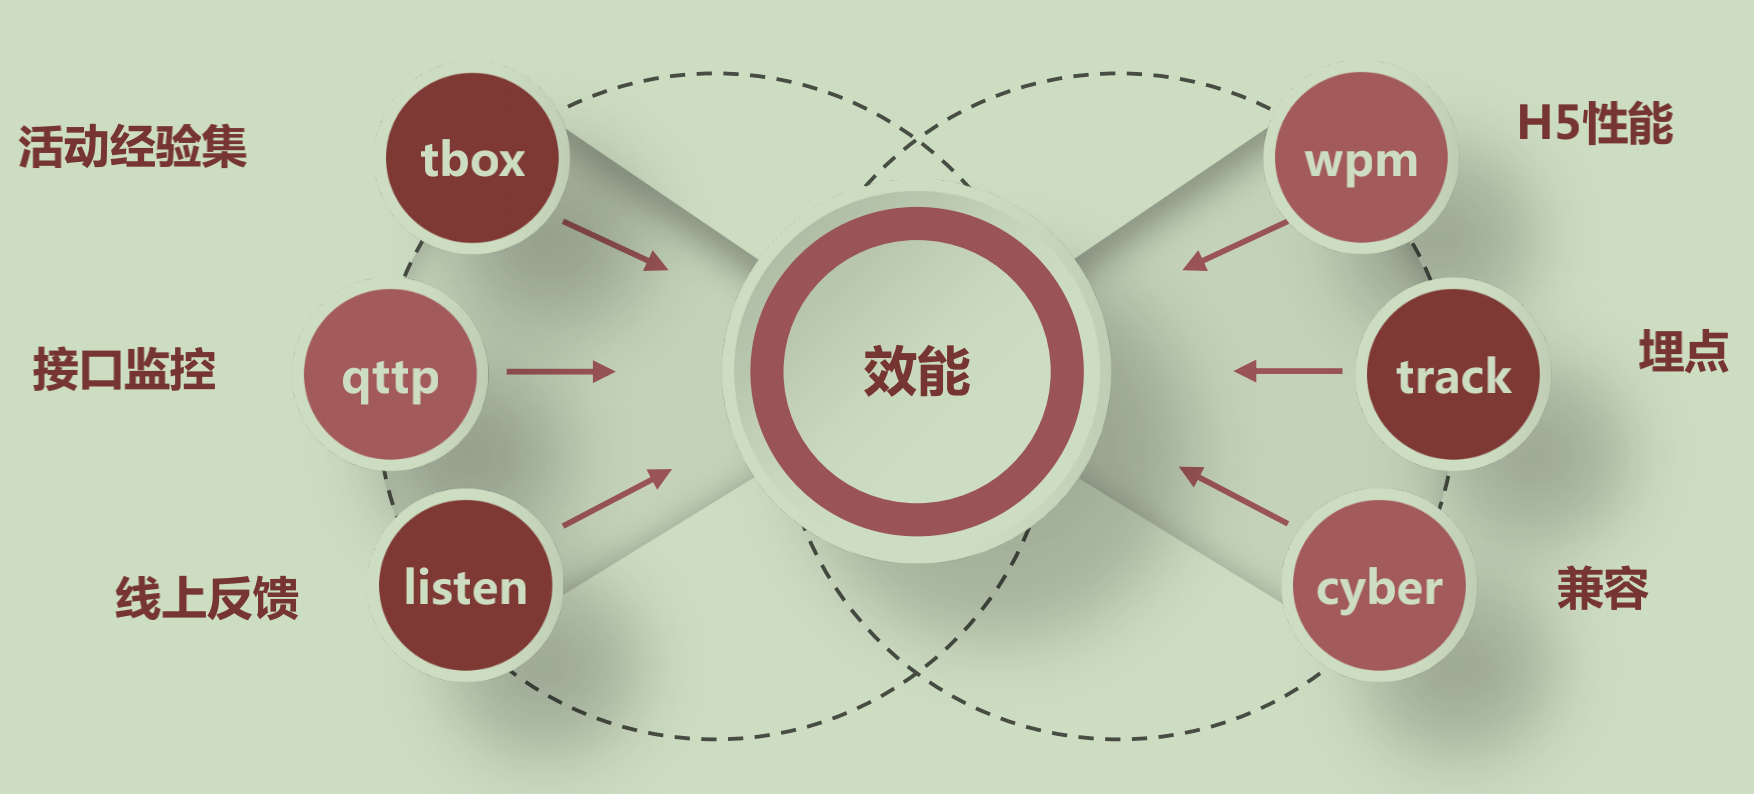 活动经验集
tbox
接口监控
qttp
线上反馈
listen
效能
wpm
H5性能
track
埋点
cyber
兼容